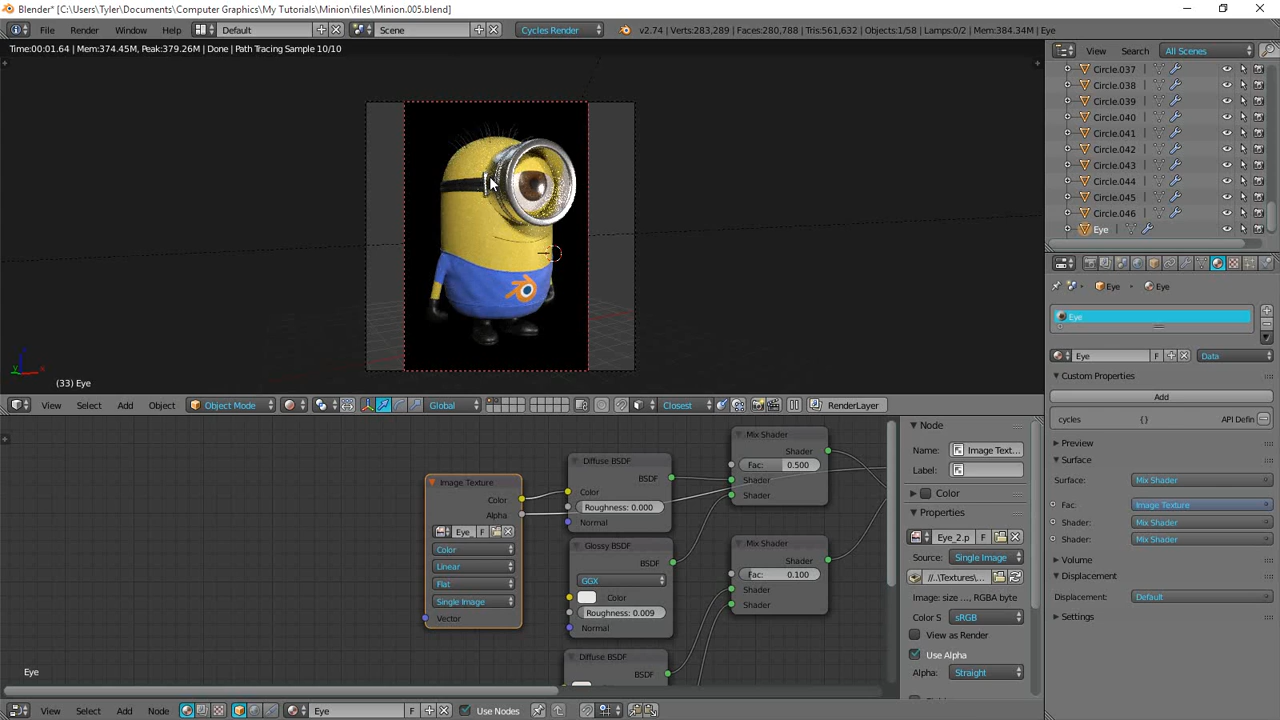 Blender* [C:\Users\Tyler\Documents\Computer Graphics\My Tutorials\Minion\files\Minion.005.blend]
File Render Window Help Default Scene Cycles Render v2.74 | Verts:283,289 | Faces:280,788 | Tris:561,632 | Objects:1/58 | Lamps:0/2 | Mem:384.34M | Eye
View Search All Scenes
Time:00:01.64 | Mem:374.45M, Peak:379.26M | Done | Path Tracing Sample 10/10
Circle.037
Circle.038
Circle.039
Circle.040
Circle.041
Circle.042
Circle.043
Circle.044
Circle.045
Circle.046
Eye
(33) Eye
View Select Add Object Object Mode Global Closest RenderLayer
Eye Eye
Eye
Eye F Data
Custom Properties
Add
cycles {} API Defin
Preview
Surface
Surface: Mix Shader
Fac: Image Texture
Shader: Mix Shader
Shader: Mix Shader
Volume
Displacement
Displacement: Default
Settings
Image Texture
Color
Alpha
Eye_ F
Color
Linear
Flat
Single Image
Vector
Diffuse BSDF
BSDF
Color
Roughness: 0.000
Normal
Glossy BSDF
BSDF
GGX
Color
Roughness: 0.009
Normal
Diffuse BSDF
BSDF
Mix Shader
Shader
Fac: 0.500
Shader
Shader
Mix Shader
Shader
Fac: 0.100
Shader
Shader
Node
Name: Image Text...
Label:
Color
Properties
Eye_2.p F
Source: Single Image
//..\Textures\...
Image: size ..., RGBA byte
Color S sRGB
View as Render
Use Alpha
Alpha: Straight
Eye
View Select Add Node Eye F Use Nodes